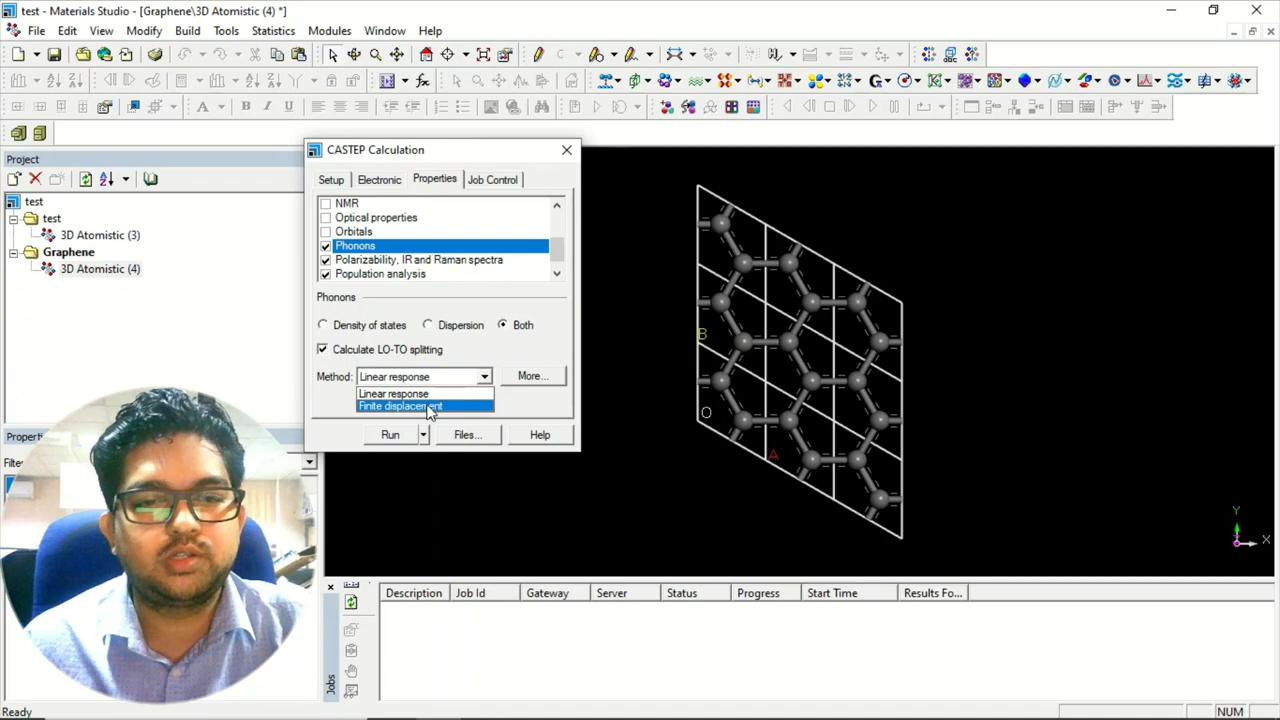 test - Materials Studio - [Graphene\3D Atomistic (4) *]
File Edit View Modify Build Tools Statistics Modules Window Help
Project
test
test
3D Atomistic (3)
Graphene
3D Atomistic (4)
CASTEP Calculation
Setup Electronic Properties Job Control
NMR
Optical properties
Orbitals
Phonons
Polarizability, IR and Raman spectra
Population analysis
Phonons
Density of states Dispersion Both
Calculate LO-TO splitting
Method: Linear response More...
Linear response
Finite displacement
Run Files... Help
B
O
A
Y
X
Description Job Id Gateway Server Status Progress Start Time Results Fo...
Jobs
Ready
NUM